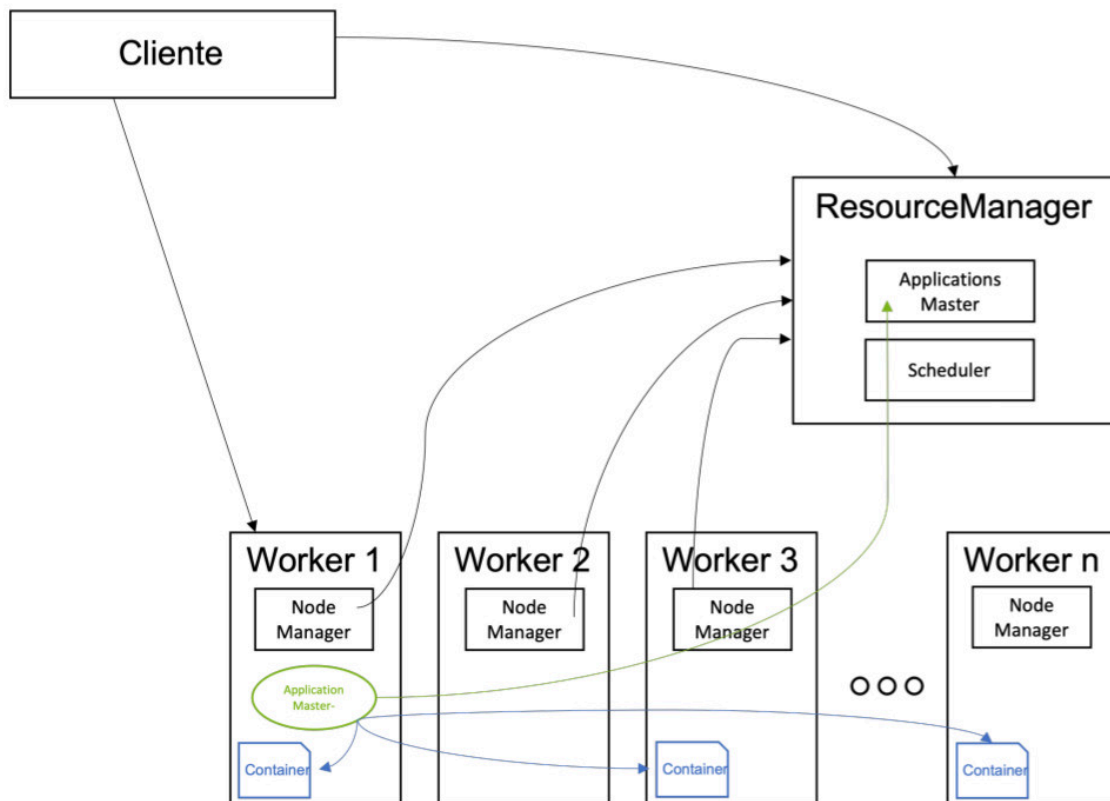 Cliente
ResourceManager
Applications
Master
Scheduler
Worker 1
Node
Manager
Application
Master-
Container
Worker 2
Node
Manager
Worker 3
Node
Manager
Container
Worker n
Node
Manager
Container